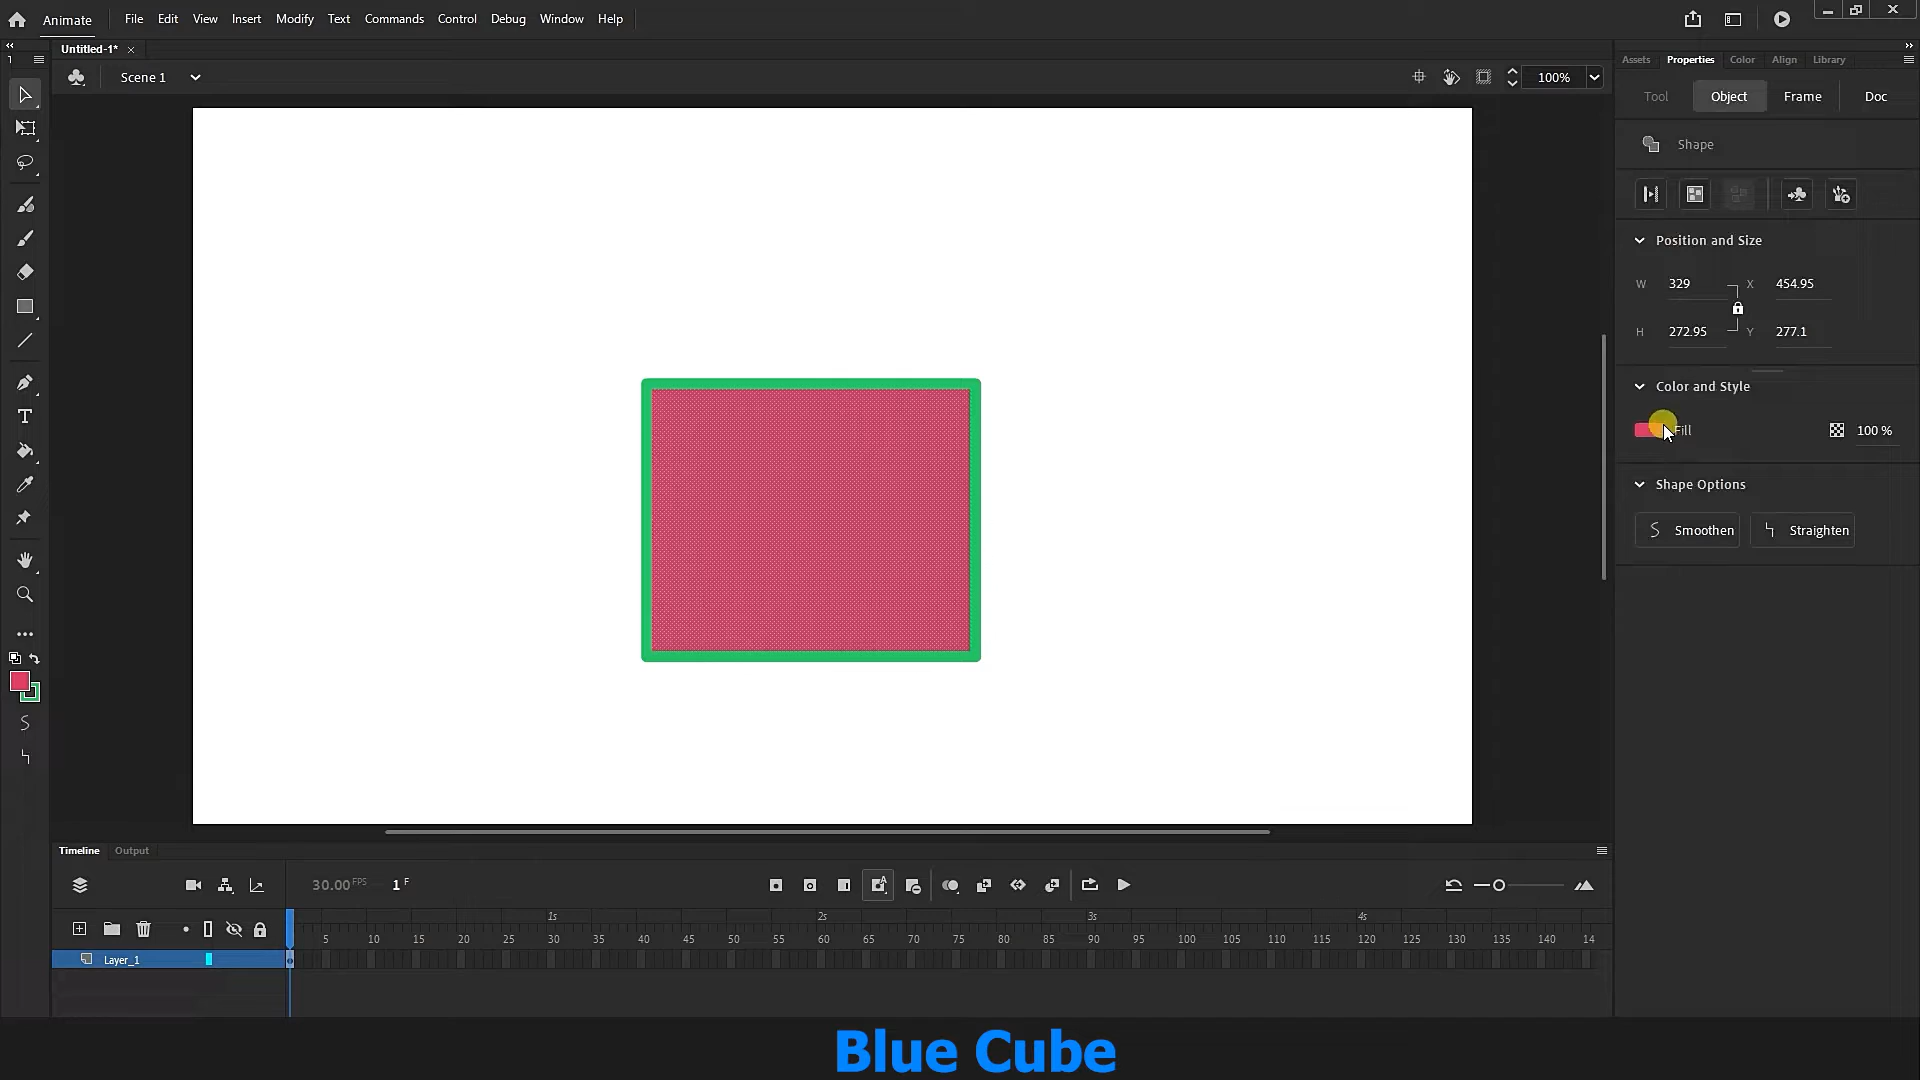 Animate File Edit View Insert Modify Text Commands Control Debug Window Help
Untitled-1*
Assets Properties Color Align Library
Scene 1 100%
Tool Object Frame Doc
Shape
Position and Size
W 329 X 454.95
H 272.95 Y 277.1
Color and Style
Fill 100 %
Shape Options
Smoothen Straighten
T
Timeline Output
30.00 FPS 1 F
1s 2s 3s 4s
5 10 15 20 25 30 35 40 45 50 55 60 65 70 75 80 85 90 95 100 105 110 115 120 125 130 135 140 14
Layer_1
Blue Cube